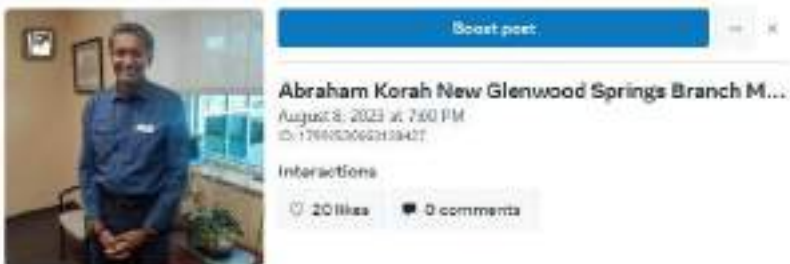 Boost post
Abraham Korah New Glenwood Springs Branch M...
August 8, 2023 at 7:00 PM
Interactions
20 likes
0 comments